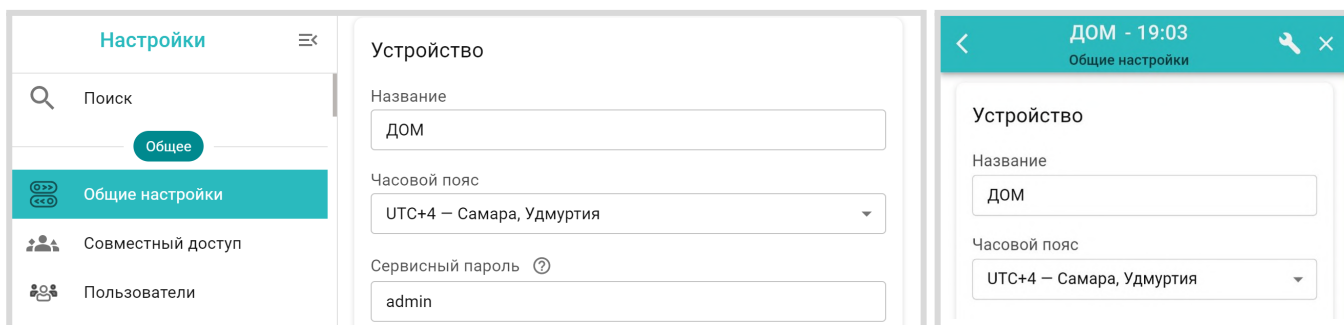 Настройки
Поиск
Общее
Общие настройки
Совместный доступ
Пользователи
Устройство
Название
ДОМ
Часовой пояс
UTC+4 — Самара, Удмуртия
Сервисный пароль ?
admin
ДОМ - 19:03
Общие настройки
Устройство
Название
ДОМ
Часовой пояс
UTC+4 — Самара, Удмуртия